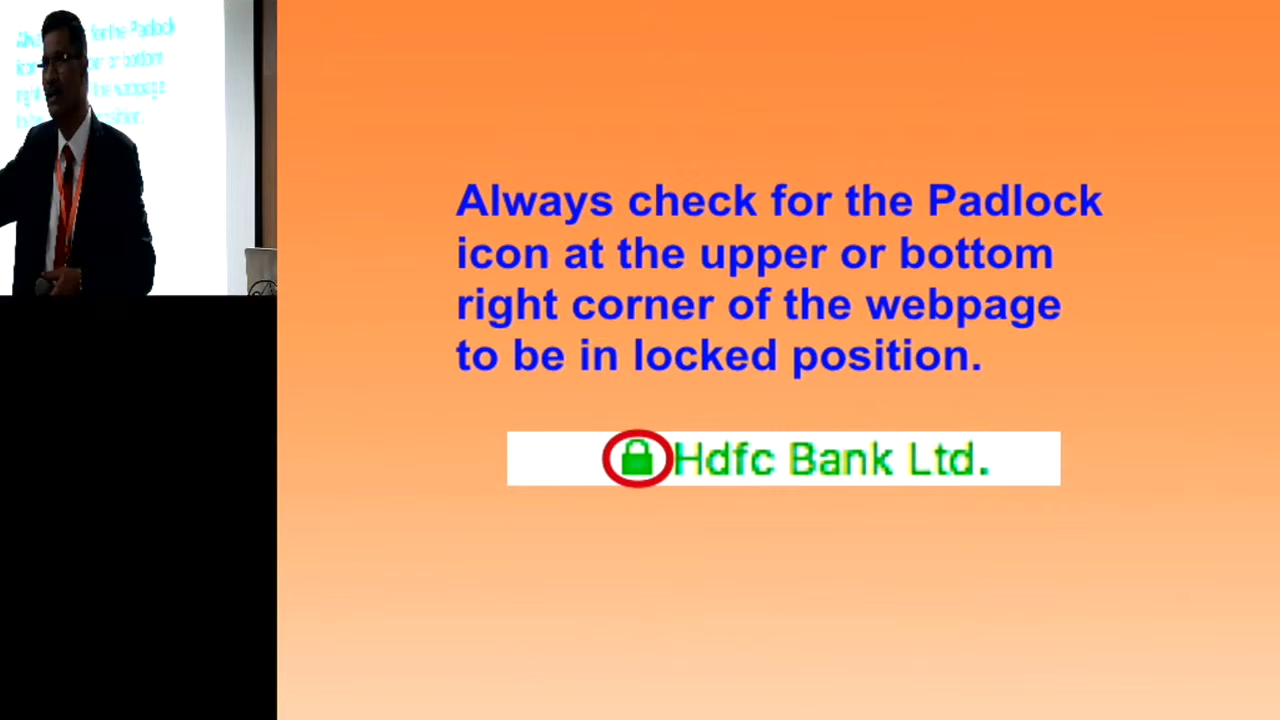 Always check for the Padlock
icon at the upper or bottom
right corner of the webpage
to be in locked position.
Hdfc Bank Ltd.